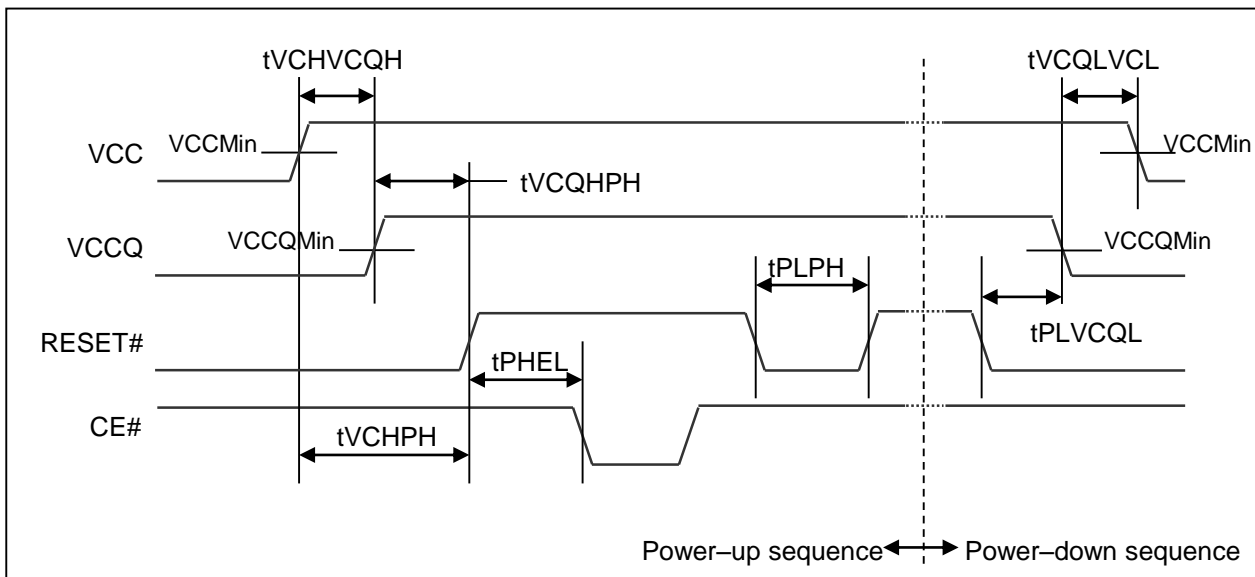 tVCHVCQH
tVCQLVCL
VCC
VCCMin
VCCMin
tVCQHPH
VCCQ
VCCQMin
VCCQMin
tPLPH
RESET#
tPLVCQL
tPHEL
CE#
tVCHPH
Power–up sequence
Power–down sequence